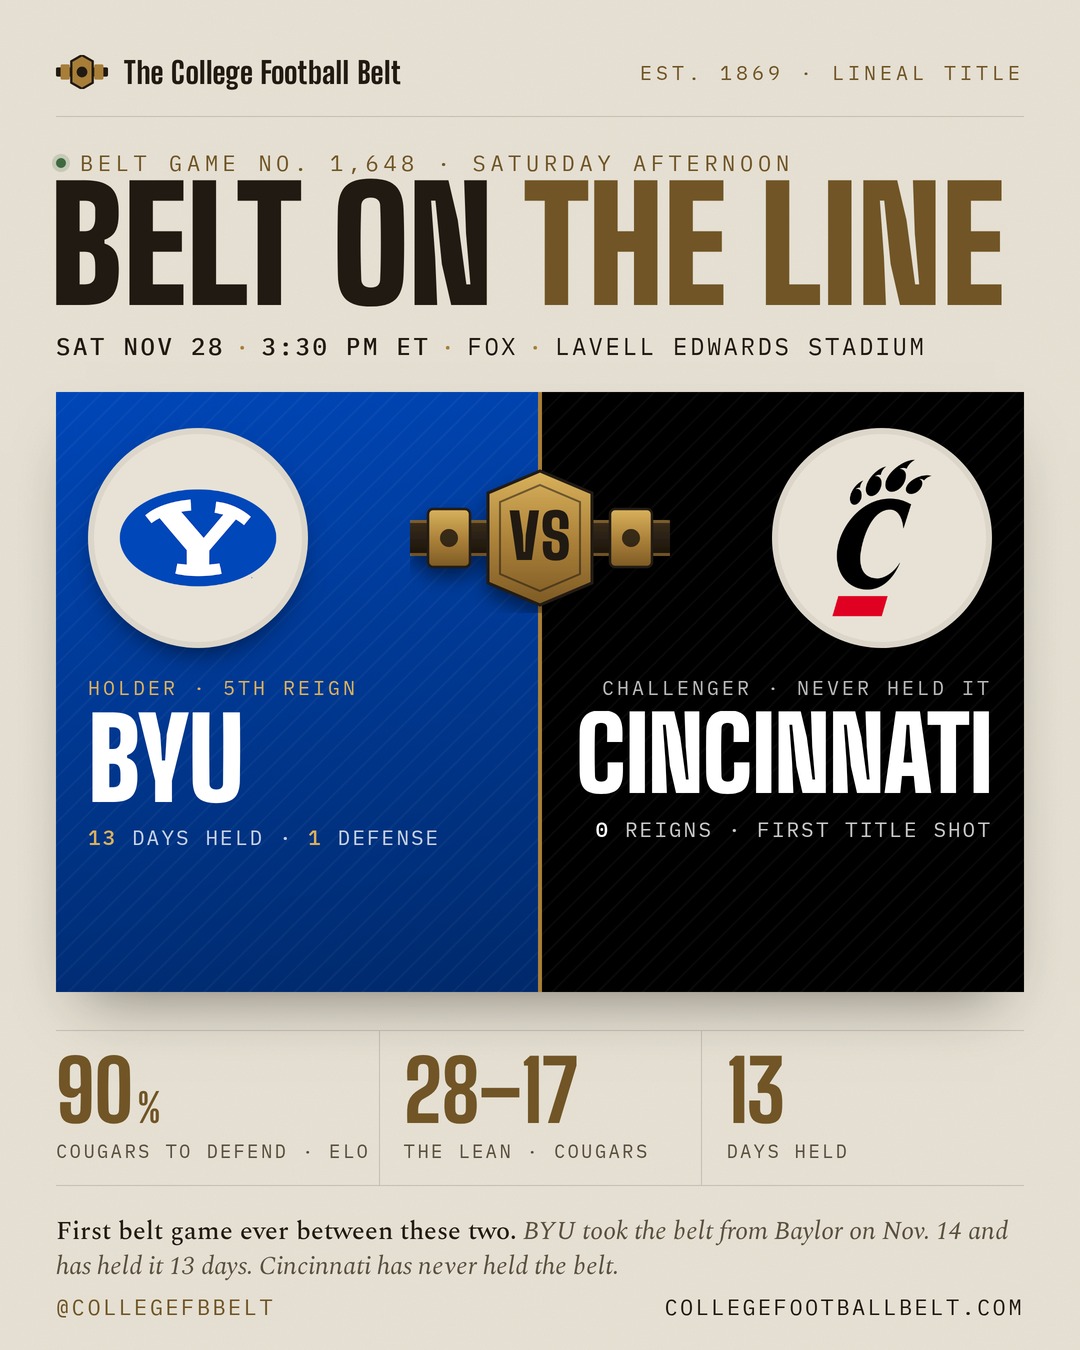 The College Football Belt
EST. 1869 · LINEAL TITLE
BELT GAME NO. 1,648 · SATURDAY AFTERNOON
BELT ON THE LINE
SAT NOV 28 · 3:30 PM ET · FOX · LAVELL EDWARDS STADIUM
Y
VS
C
HOLDER · 5TH REIGN
BYU
13 DAYS HELD · 1 DEFENSE
CHALLENGER · NEVER HELD IT
CINCINNATI
0 REIGNS · FIRST TITLE SHOT
90%
COUGARS TO DEFEND · ELO
28–17
THE LEAN · COUGARS
13
DAYS HELD
First belt game ever between these two. BYU took the belt from Baylor on Nov. 14 and
has held it 13 days. Cincinnati has never held the belt.
@COLLEGEFBBELT
COLLEGEFOOTBALLBELT.COM